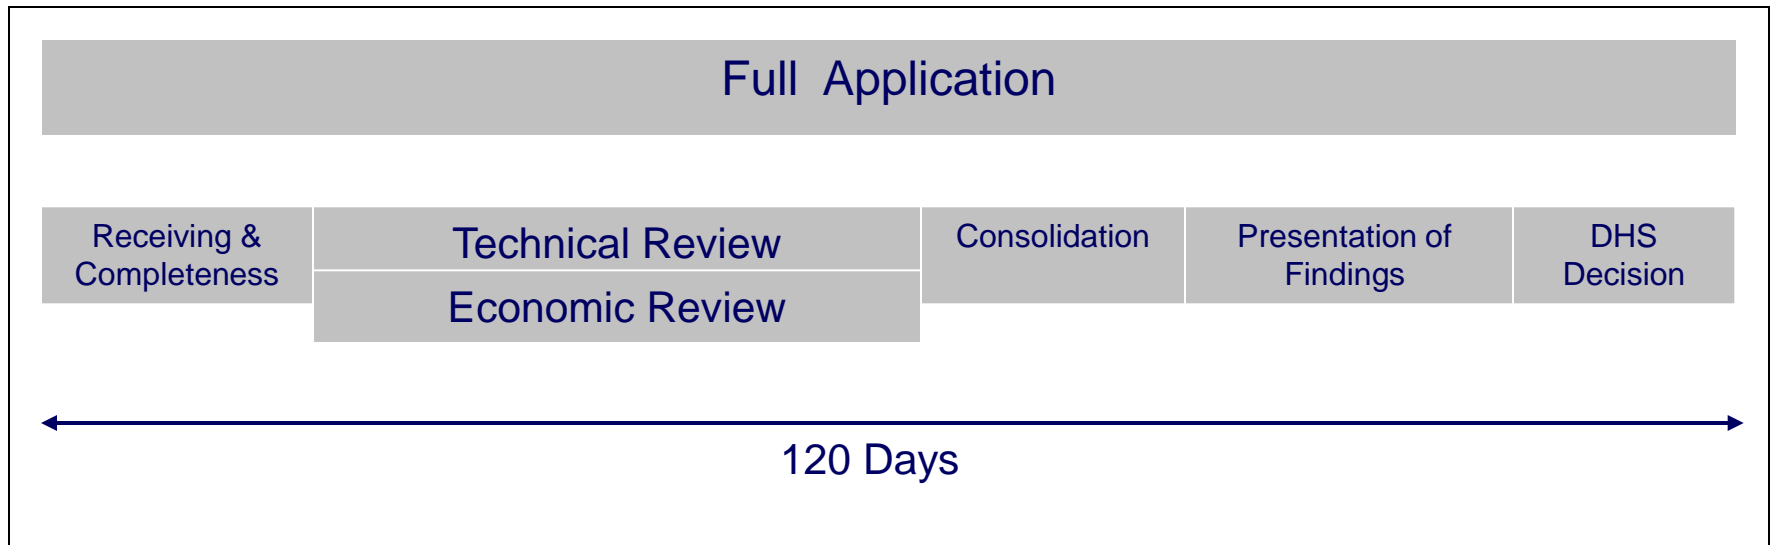 Full Application
Receiving &
Completeness
Technical Review
Economic Review
Consolidation
Presentation of
Findings
DHS
Decision
120 Days